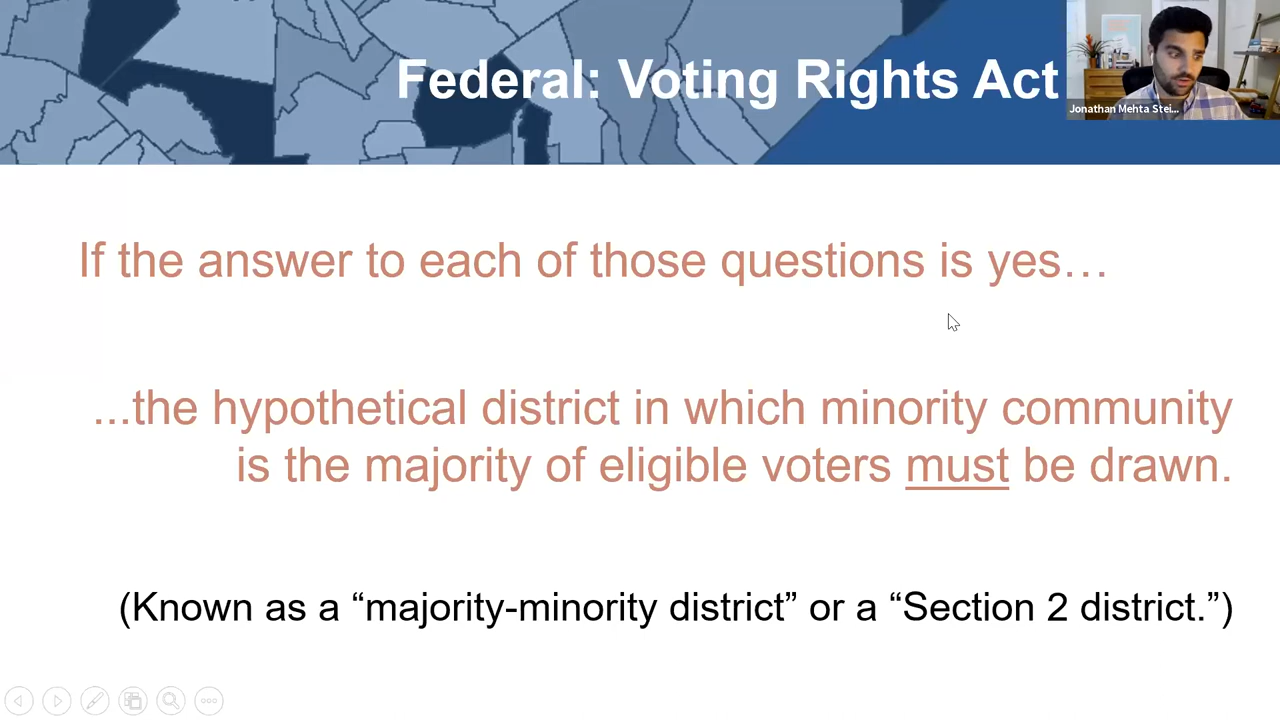 Federal: Voting Rights Act
Jonathan Mehta Stei...
If the answer to each of those questions is yes…
...the hypothetical district in which minority community
is the majority of eligible voters must be drawn.
(Known as a “majority-minority district” or a “Section 2 district.”)